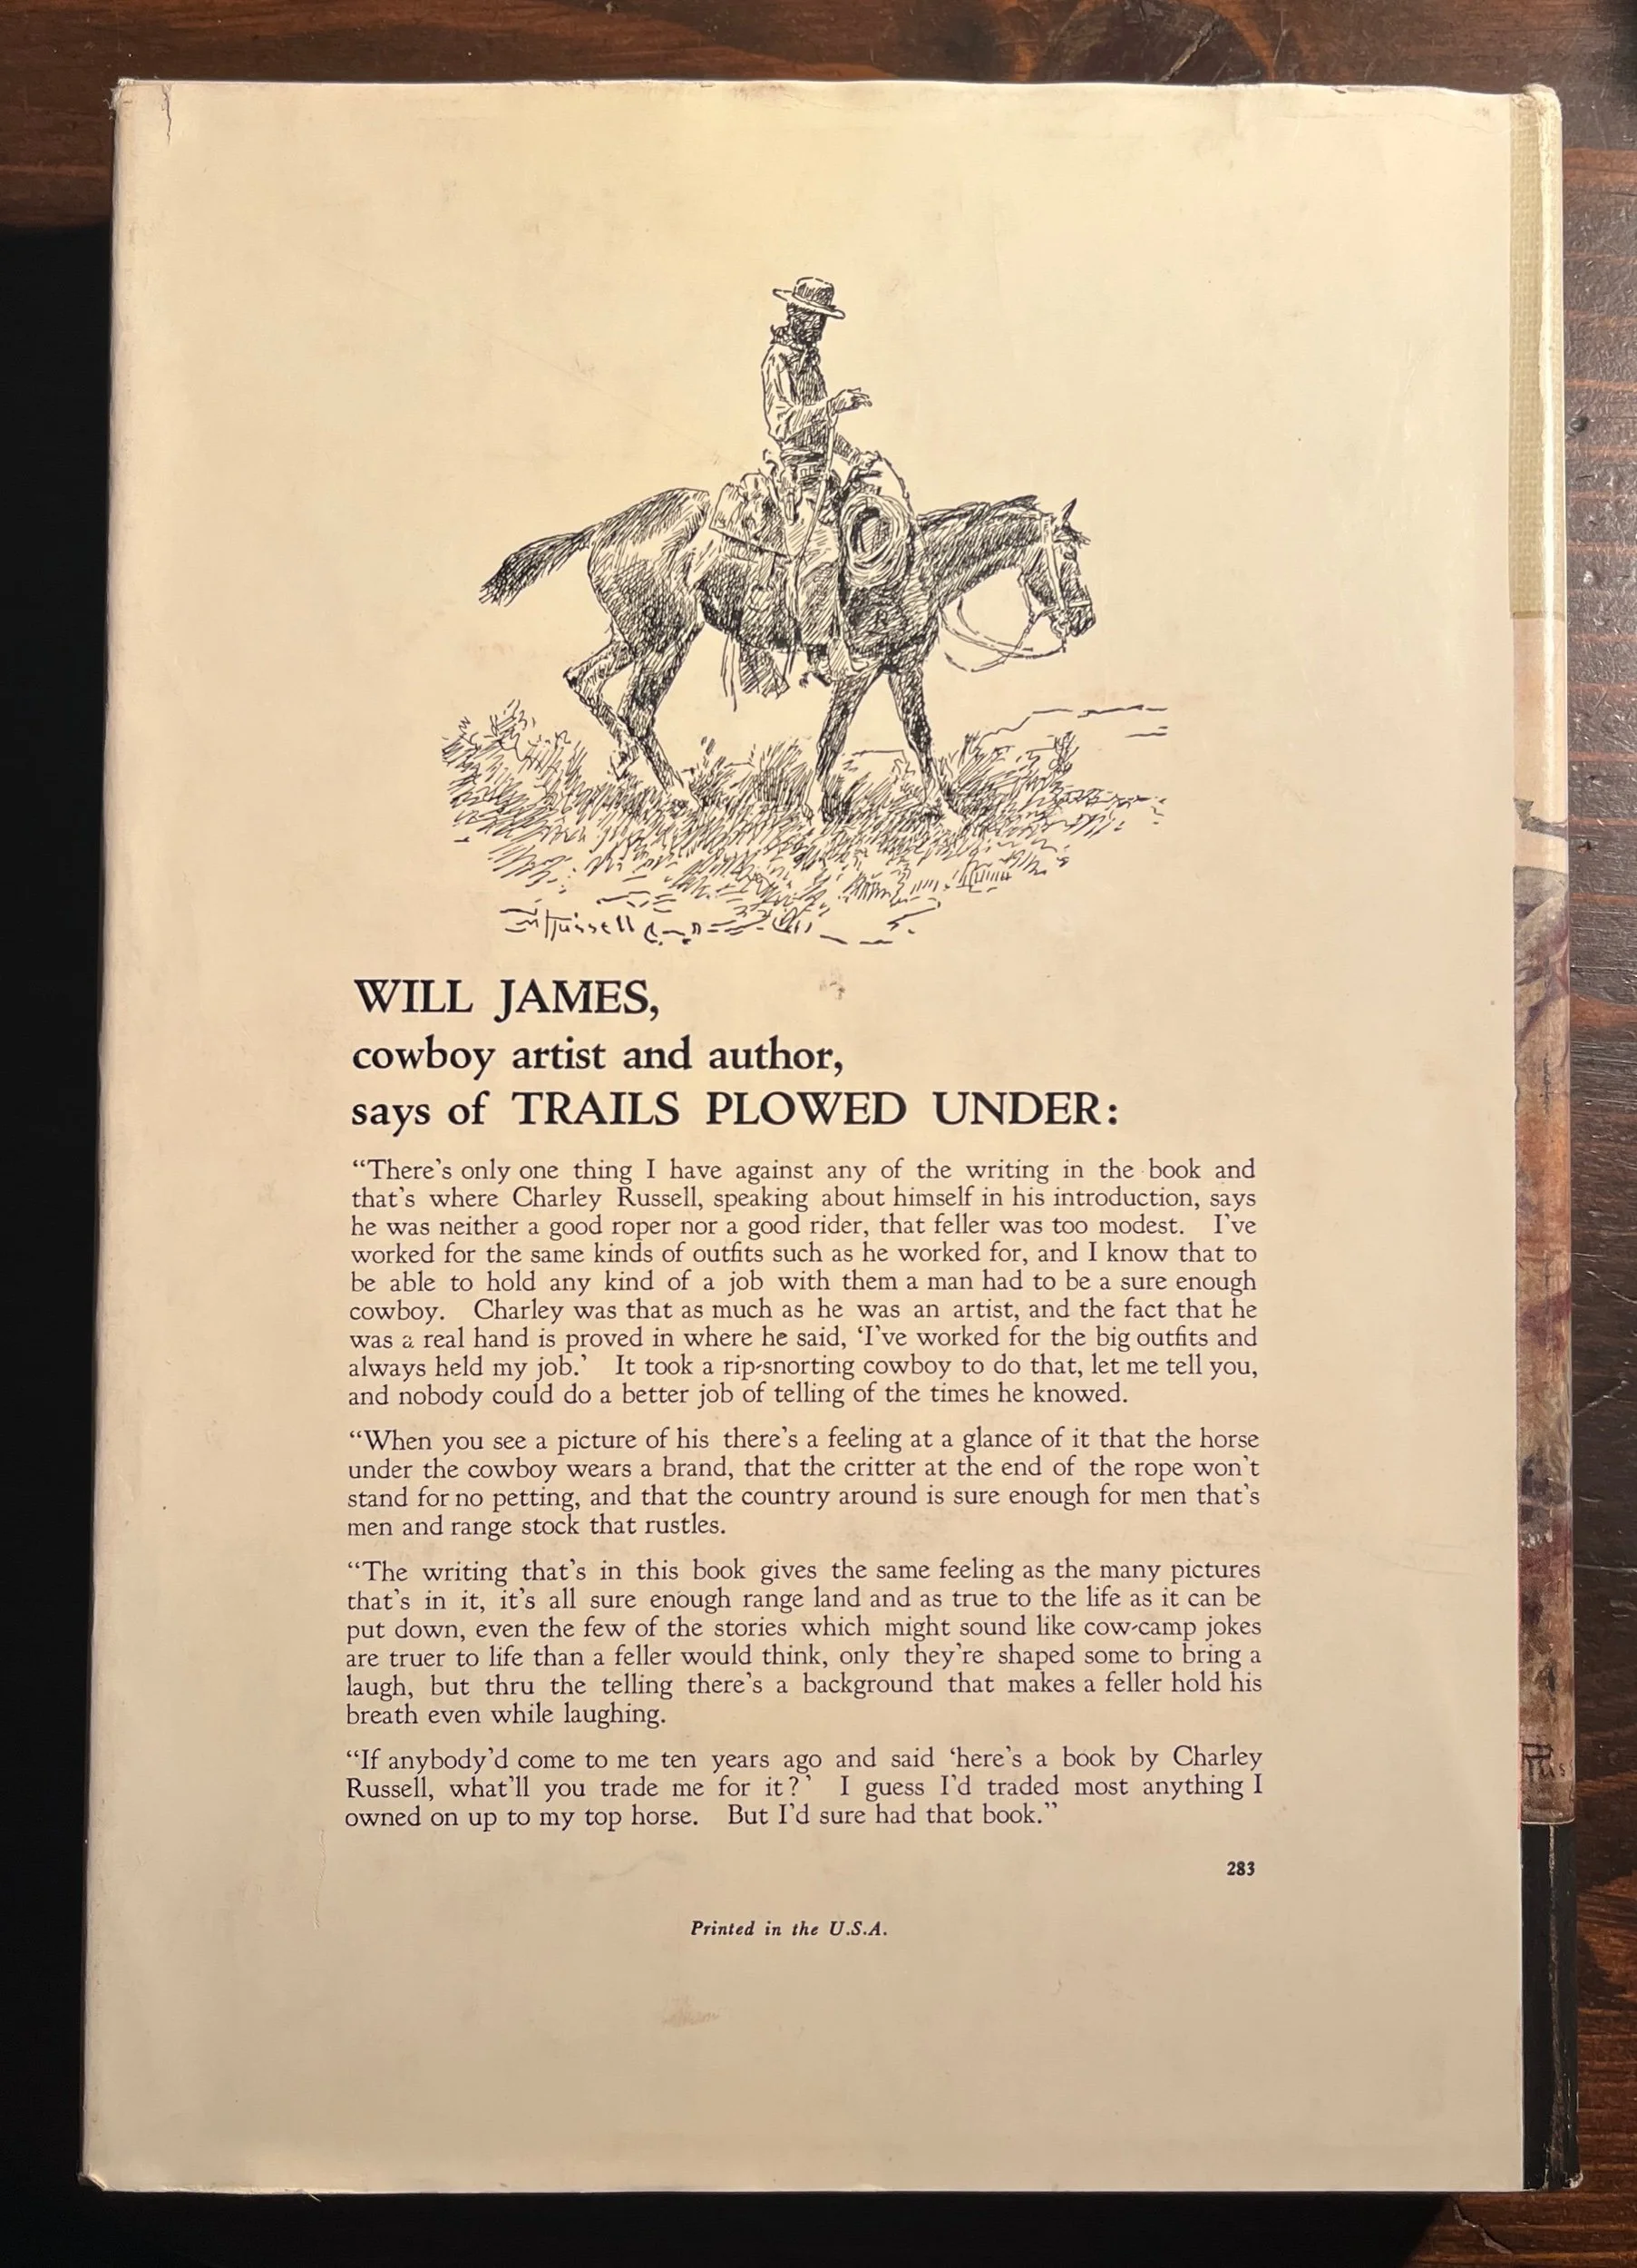 CM Russell
WILL JAMES,
cowboy artist and author,
says of TRAILS PLOWED UNDER:
“There’s only one thing I have against any of the writing in the book and
that’s where Charley Russell, speaking about himself in his introduction, says
he was neither a good roper nor a good rider, that feller was too modest. I’ve
worked for the same kinds of outfits such as he worked for, and I know that to
be able to hold any kind of a job with them a man had to be a sure enough
cowboy. Charley was that as much as he was an artist, and the fact that he
was a real hand is proved in where he said, ‘I’ve worked for the big outfits and
always held my job.’ It took a rip-snorting cowboy to do that, let me tell you,
and nobody could do a better job of telling of the times he knowed.
“When you see a picture of his there’s a feeling at a glance of it that the horse
under the cowboy wears a brand, that the critter at the end of the rope won’t
stand for no petting, and that the country around is sure enough for men that’s
men and range stock that rustles.
“The writing that’s in this book gives the same feeling as the many pictures
that’s in it, it’s all sure enough range land and as true to the life as it can be
put down, even the few of the stories which might sound like cow-camp jokes
are truer to life than a feller would think, only they’re shaped some to bring a
laugh, but thru the telling there’s a background that makes a feller hold his
breath even while laughing.
“If anybody’d come to me ten years ago and said ‘here’s a book by Charley
Russell, what’ll you trade me for it?’ I guess I’d traded most anything I
owned on up to my top horse. But I’d sure had that book.”
283
Printed in the U.S.A.